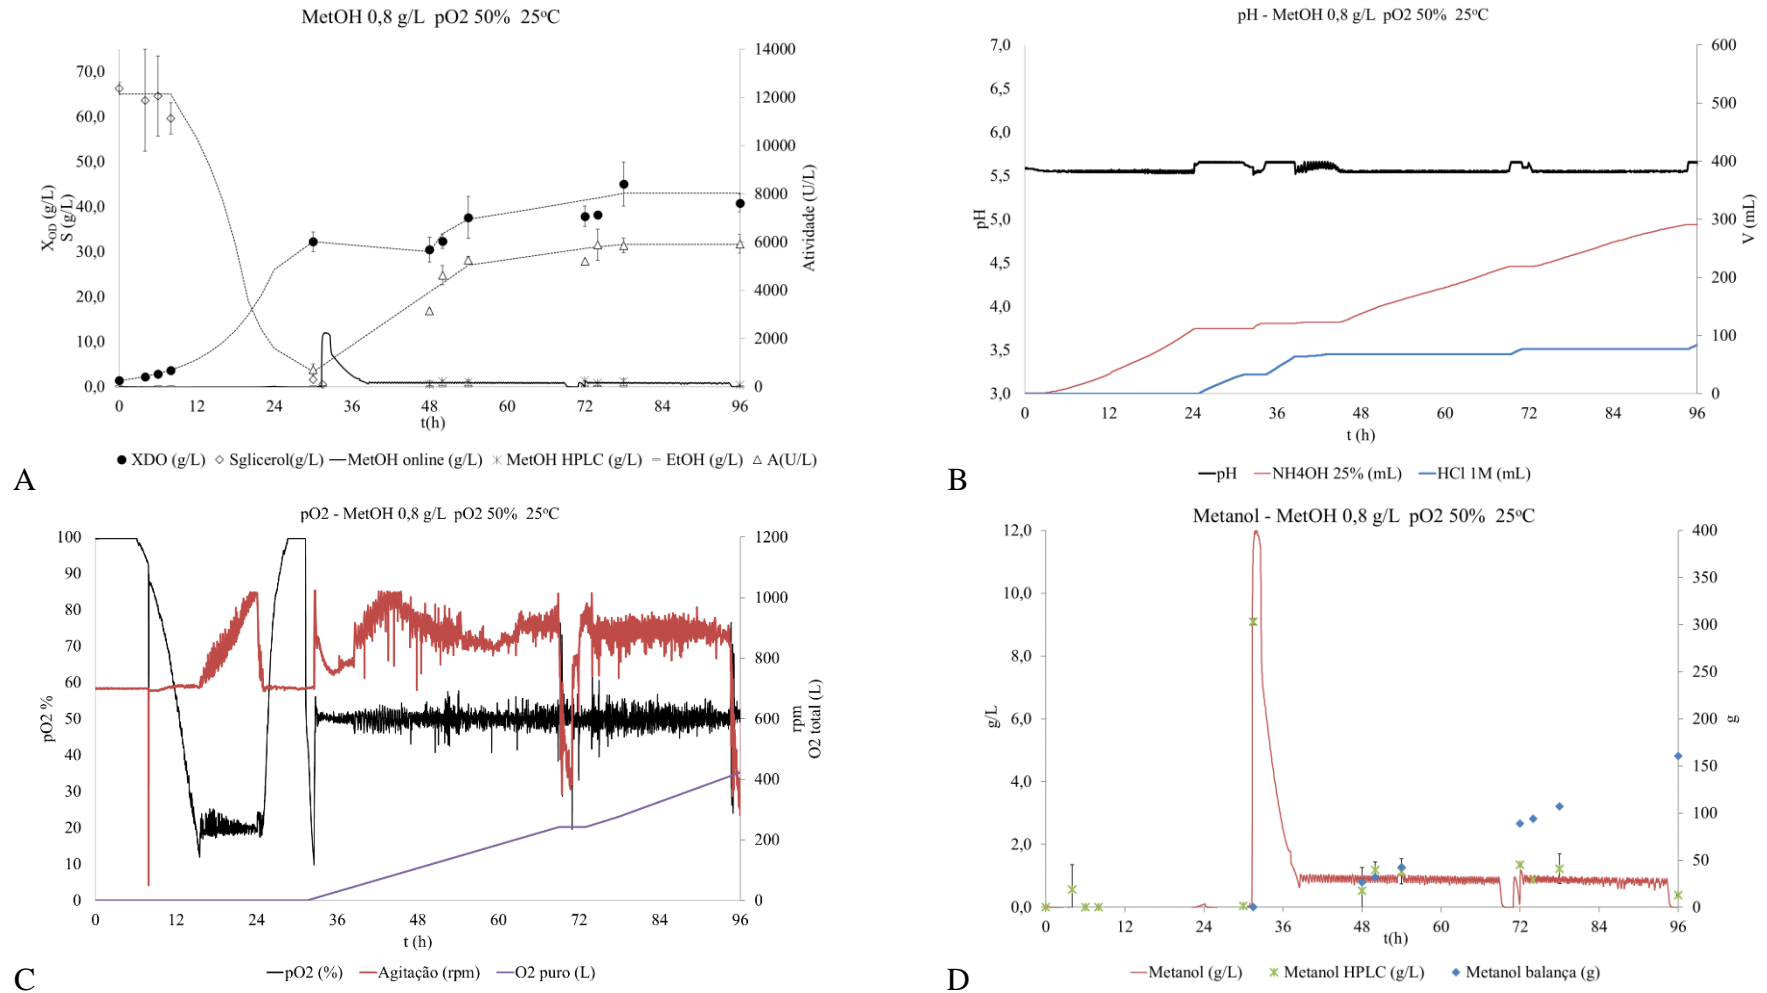 MetOH 0,8 g/L pO2 50% 25ºC
70,0
60,0
50,0
40,0
30,0
20,0
10,0
0,0
X_OD (g/L)
S (g/L)
14000
12000
10000
8000
6000
4000
2000
0
Atividade (U/L)
0 12 24 36 48 60 72 84 96
t(h)
XDO (g/L) Sglicerol(g/L) MetOH online (g/L) MetOH HPLC (g/L) EtOH (g/L) A(U/L)
A
pH - MetOH 0,8 g/L pO2 50% 25ºC
7,0
6,5
6,0
5,5
5,0
4,5
4,0
3,5
3,0
pH
600
500
400
300
200
100
0
V (mL)
0 12 24 36 48 60 72 84 96
t (h)
pH NH4OH 25% (mL) HCl 1M (mL)
B
pO2 - MetOH 0,8 g/L pO2 50% 25ºC
100
90
80
70
60
50
40
30
20
10
0
pO2 %
1200
1000
800
600
400
200
0
rpm
O2 total (L)
0 12 24 36 48 60 72 84 96
t (h)
pO2 (%) Agitação (rpm) O2 puro (L)
C
Metanol - MetOH 0,8 g/L pO2 50% 25ºC
12,0
10,0
8,0
6,0
4,0
2,0
0,0
g/L
400
350
300
250
200
150
100
50
0
g
0 12 24 36 48 60 72 84 96
t(h)
Metanol (g/L) Metanol HPLC (g/L) Metanol balança (g)
D